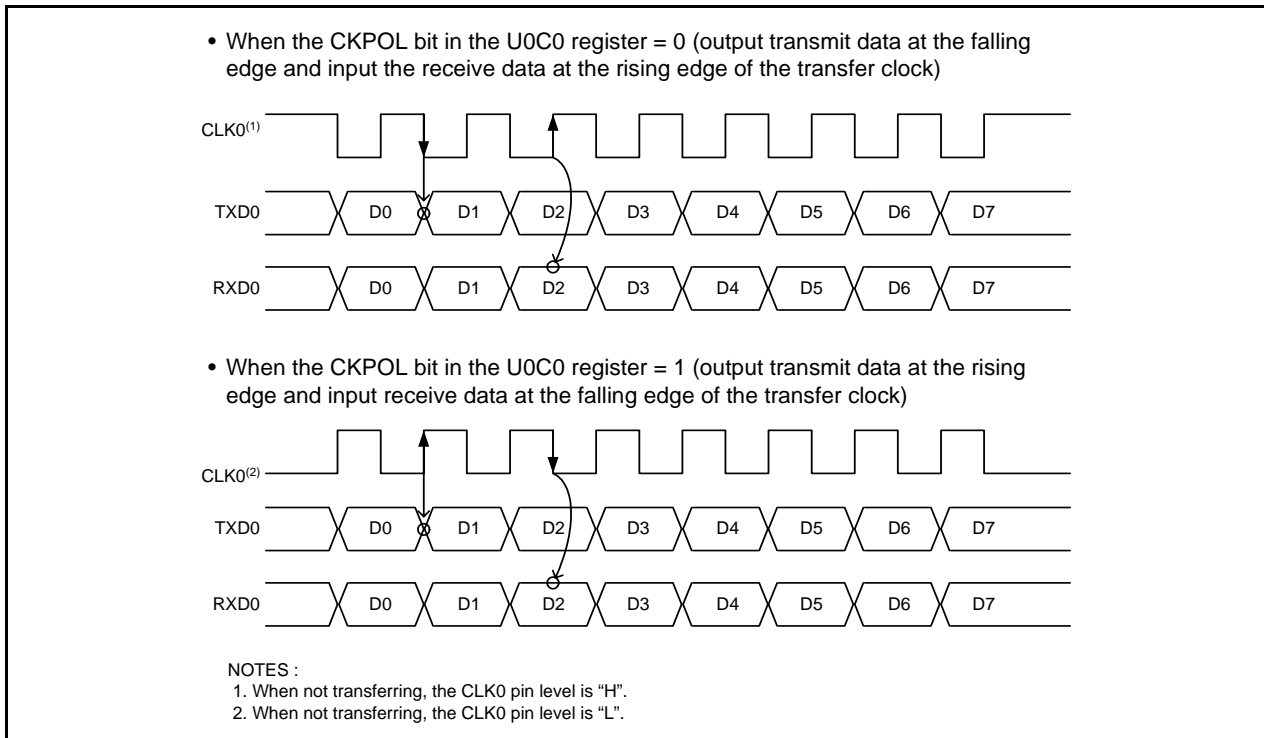 • When the CKPOL bit in the U0C0 register = 0 (output transmit data at the falling
edge and input the receive data at the rising edge of the transfer clock)
CLK0(1)
TXD0 D0 D1 D2 D3 D4 D5 D6 D7
RXD0 D0 D1 D2 D3 D4 D5 D6 D7
• When the CKPOL bit in the U0C0 register = 1 (output transmit data at the rising
edge and input receive data at the falling edge of the transfer clock)
CLK0(2)
TXD0 D0 D1 D2 D3 D4 D5 D6 D7
RXD0 D0 D1 D2 D3 D4 D5 D6 D7
NOTES :
1. When not transferring, the CLK0 pin level is “H”.
2. When not transferring, the CLK0 pin level is “L”.